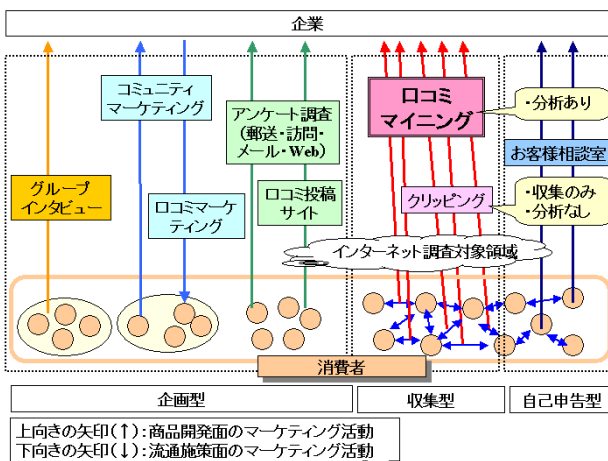 企業
コミュニティ
マーケティング
アンケート調査
(郵送・訪問・
メール・Web)
口コミ
マイニング
・分析あり
お客様相談室
グループ
インタビュー
口コミマーケ
ティング
口コミ投稿
サイト
クリッピング
・収集のみ
・分析なし
インターネット調査対象領域
消費者
企画型
収集型
自己申告型
上向きの矢印(↑):商品開発面のマーケティング活動
下向きの矢印(↓):流通施策面のマーケティング活動